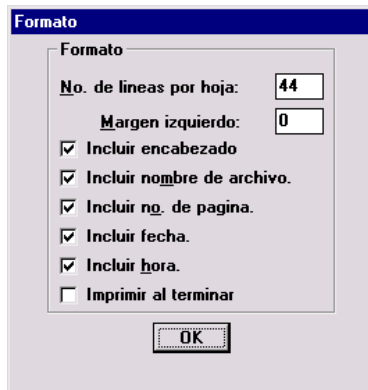 Formato
Formato
No. de lineas por hoja: 44
Margen izquierdo: 0
Incluir encabezado
Incluir nombre de archivo.
Incluir no. de pagina.
Incluir fecha.
Incluir hora.
Imprimir al terminar
OK